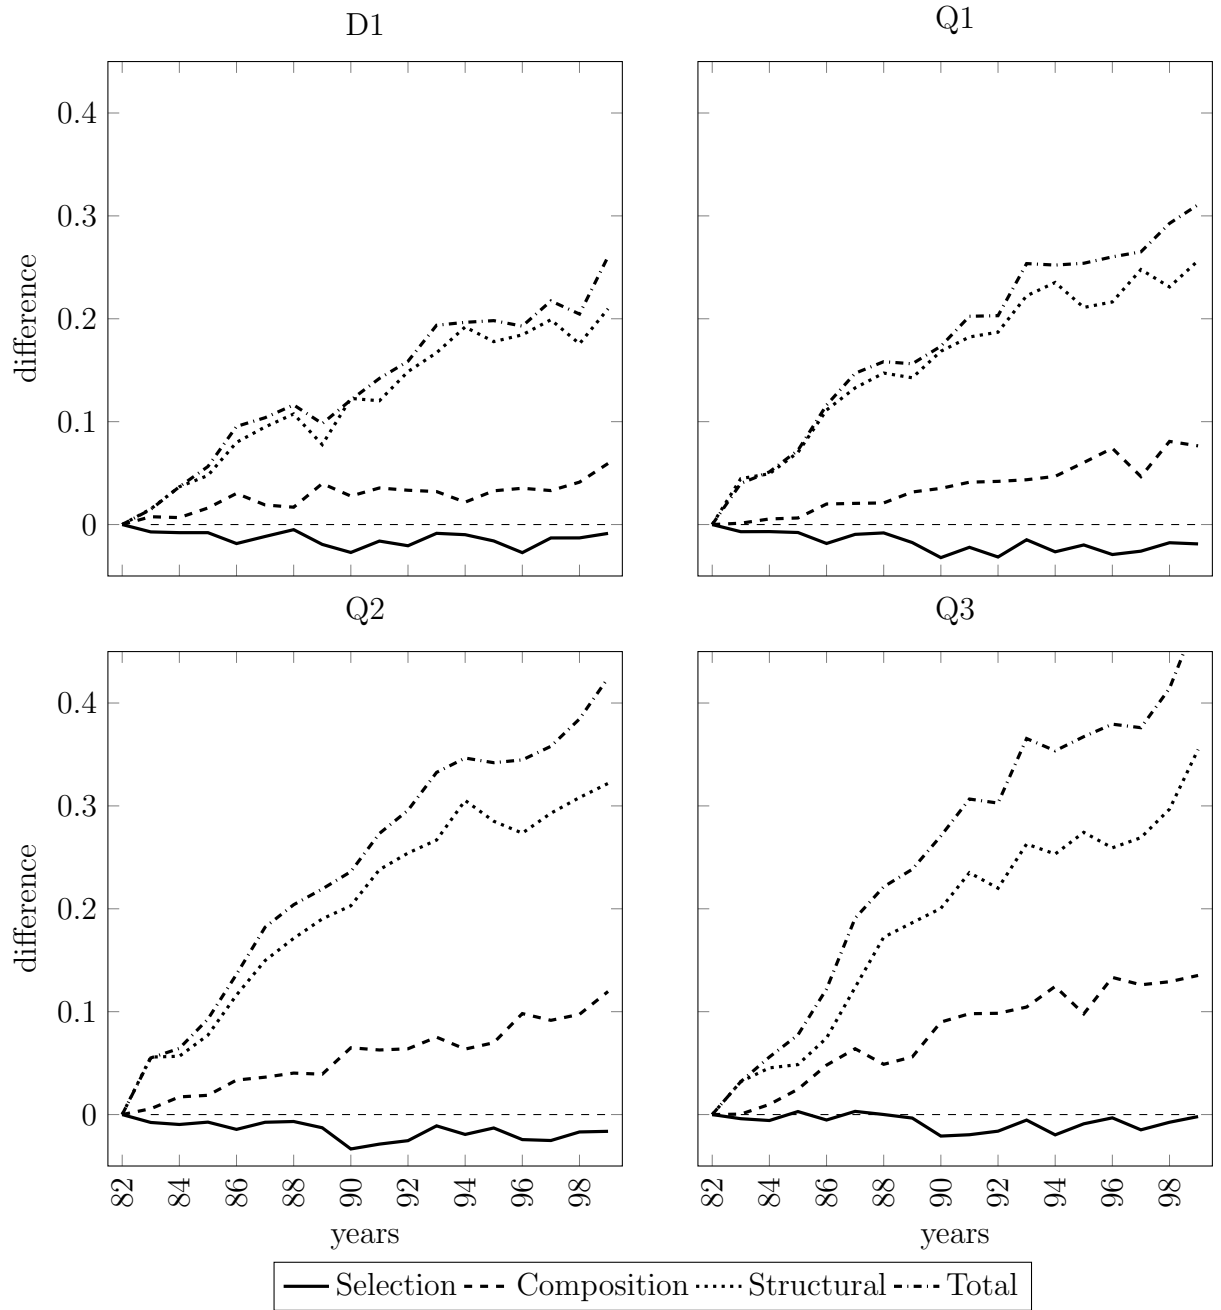 D1
Q1
0.4
0.3
0.2
0.1
0
difference
Q2
Q3
0.4
0.3
0.2
0.1
0
difference
82 84 86 88 90 92 94 96 98
82 84 86 88 90 92 94 96 98
years
years
Selection Composition Structural Total